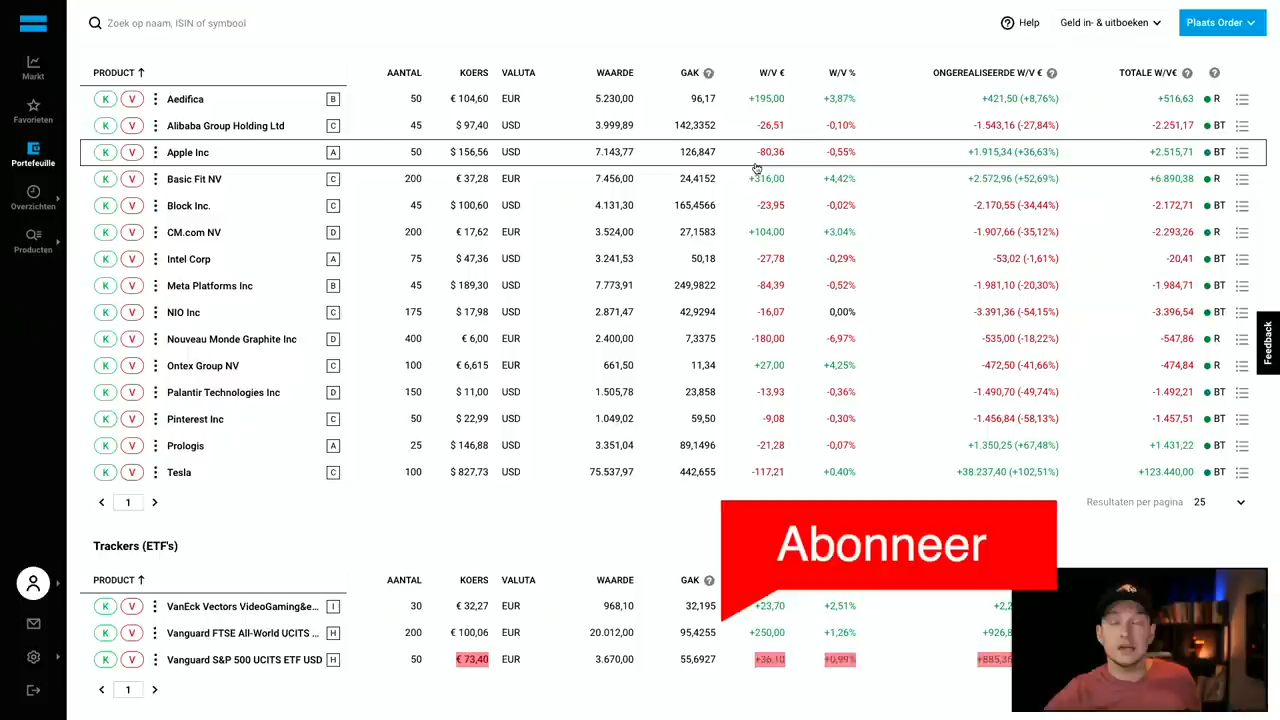 Zoek op naam, ISIN of symbool
Help
Geld in- & uitboeken
Plaats Order
Markt
Favorieten
Portefeuille
Overzichten
Producten
PRODUCT AANTAL KOERS VALUTA WAARDE GAK W/V € W/V % ONGEREALISEERDE W/V € TOTALE W/V€
K V Aedifica B 50 € 104,60 EUR 5.230,00 96,17 +195,00 +3,87% +421,50 (+8,76%) +516,63 R
K V Alibaba Group Holding Ltd C 45 $ 97,40 USD 3.999,89 142,3352 -26,51 -0,10% -1.543,16 (-27,84%) -2.251,17 BT
K V Apple Inc A 50 $ 156,56 USD 7.143,77 126,847 -80,36 -0,55% +1.915,34 (+36,63%) +2.515,71 BT
K V Basic Fit NV C 200 € 37,28 EUR 7.456,00 24,4152 +316,00 +4,42% +2.572,96 (+52,69%) +6.890,38 R
K V Block Inc. C 45 $ 100,60 USD 4.131,30 165,4566 -23,95 -0,02% -2.170,55 (-34,44%) -2.172,71 BT
K V CM.com NV D 200 € 17,62 EUR 3.524,00 27,1583 +104,00 +3,04% -1.907,66 (-35,12%) -2.293,26 R
K V Intel Corp A 75 $ 47,36 USD 3.241,53 50,18 -27,78 -0,29% -53,02 (-1,61%) -20,41 BT
K V Meta Platforms Inc B 45 $ 189,30 USD 7.773,91 249,9822 -84,39 -0,52% -1.981,10 (-20,30%) -1.984,71 BT
K V NIO Inc C 175 $ 17,98 USD 2.871,47 42,9294 -16,07 0,00% -3.391,36 (-54,15%) -3.396,54 BT
K V Nouveau Monde Graphite Inc D 400 € 6,00 EUR 2.400,00 7,3375 -180,00 -6,97% -535,00 (-18,22%) -547,86 R
K V Ontex Group NV C 100 € 6,615 EUR 661,50 11,34 +27,00 +4,25% -472,50 (-41,66%) -474,84 R
K V Palantir Technologies Inc D 150 $ 11,00 USD 1.505,78 23,858 -13,93 -0,36% -1.490,70 (-49,74%) -1.492,21 BT
K V Pinterest Inc C 50 $ 22,99 USD 1.049,02 59,50 -9,08 -0,30% -1.456,84 (-58,13%) -1.457,51 BT
K V Prologis A 25 $ 146,88 USD 3.351,04 89,1496 -21,28 -0,07% +1.350,25 (+67,48%) +1.431,22 BT
K V Tesla C 100 $ 827,73 USD 75.537,97 442,655 -117,21 +0,40% +38.237,40 (+102,51%) +123.440,00 BT
1
Resultaten per pagina 25
Feedback
Abonneer
Trackers (ETF's)
PRODUCT AANTAL KOERS VALUTA WAARDE GAK
K V VanEck Vectors VideoGaming&e... I 30 € 32,27 EUR 968,10 32,195 +23,70 +2,51% +2,2
K V Vanguard FTSE All-World UCITS ... H 200 € 100,06 EUR 20.012,00 95,4255 +250,00 +1,26% +926,8
K V Vanguard S&P 500 UCITS ETF USD H 50 € 73,40 EUR 3.670,00 55,6927 +36,10 +0,99% +885,36
1